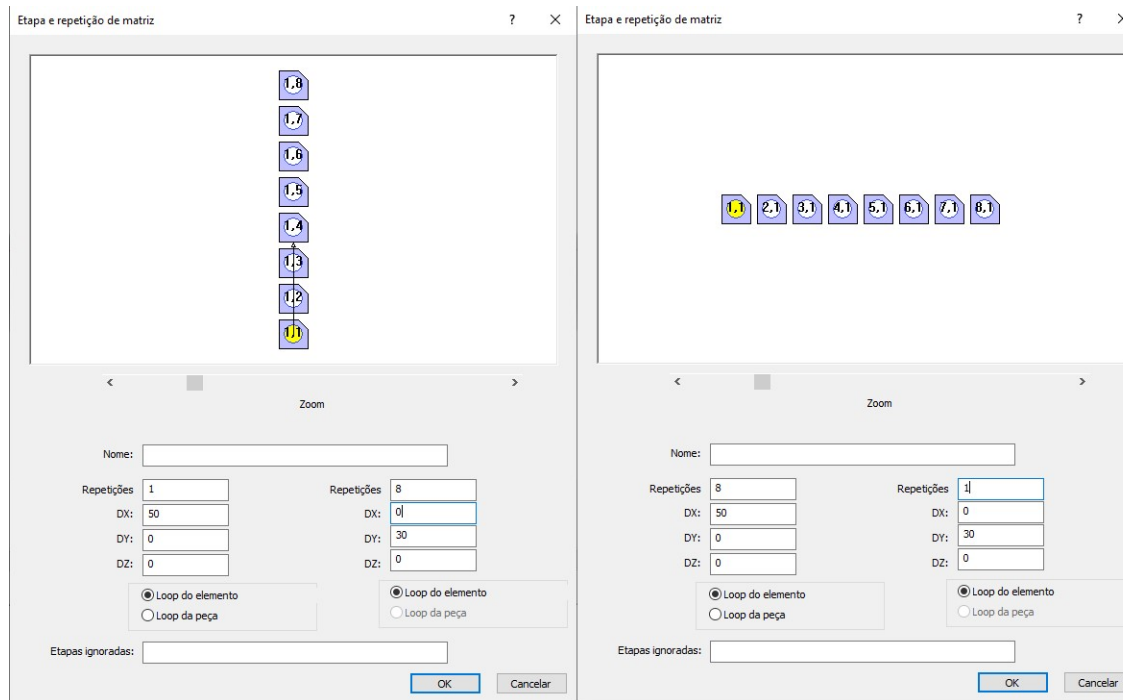 Etapa e repetição de matriz ? ×
1,8
1,7
1,6
1,5
1,4
1,3
1,2
1,1
< >
Zoom
Nome:
Repetições 1 Repetições 8
DX: 50 DX: 0
DY: 0 DY: 30
DZ: 0 DZ: 0
Loop do elemento Loop do elemento
Loop da peça Loop da peça
Etapas ignoradas:
OK Cancelar
Etapa e repetição de matriz ?
1,1 2,1 3,1 4,1 5,1 6,1 7,1 8,1
< >
Zoom
Nome:
Repetições 8 Repetições 1
DX: 50 DX: 0
DY: 0 DY: 30
DZ: 0 DZ: 0
Loop do elemento Loop do elemento
Loop da peça Loop da peça
Etapas ignoradas:
OK Cancelar